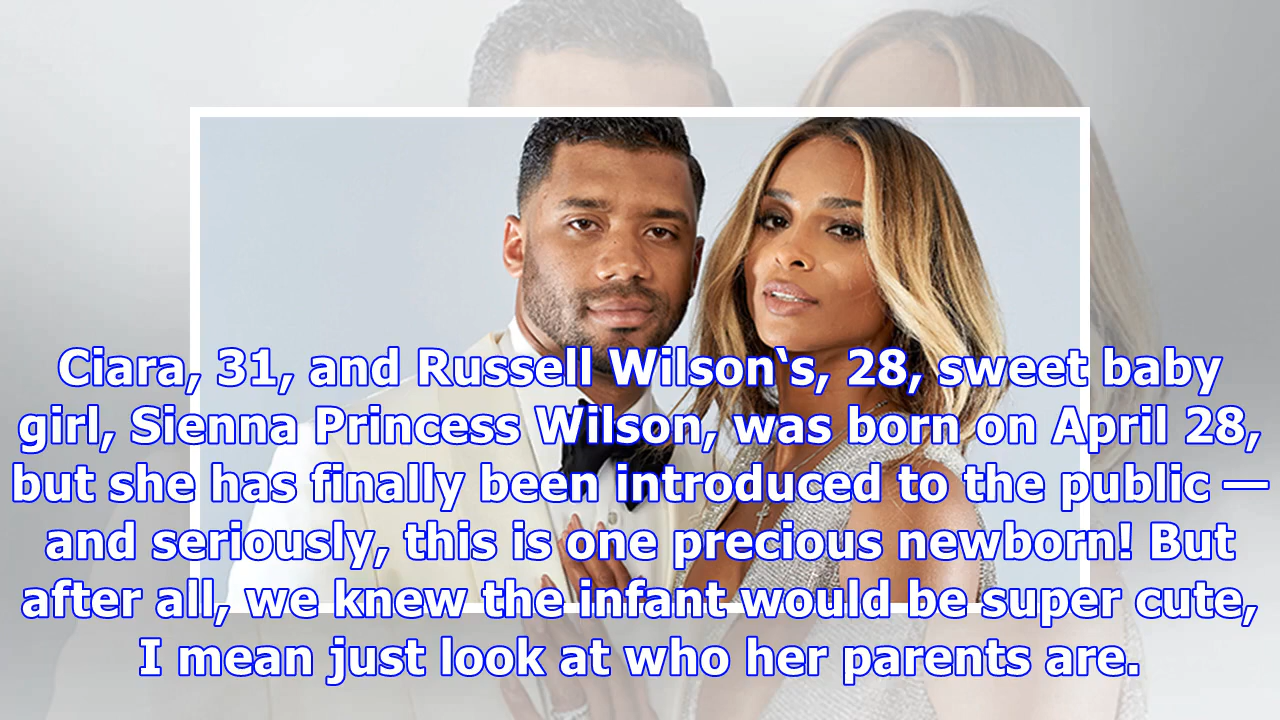 Ciara, 31, and Russell Wilson‘s, 28, sweet baby
girl, Sienna Princess Wilson, was born on April 28,
but she has finally been introduced to the public —
and seriously, this is one precious newborn! But
after all, we knew the infant would be super cute,
I mean just look at who her parents are.